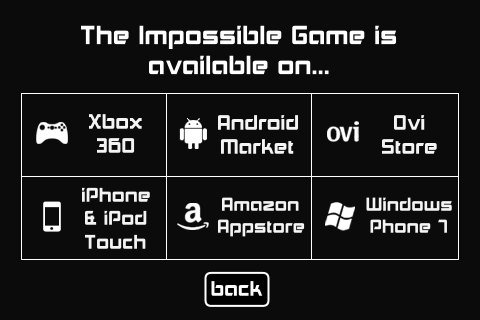 The Impossible Game is
available on...
Xbox
360
Android
Market
ovi
Ovi
Store
iPhone
& iPod
Touch
a
Amazon
Appstore
Windows
Phone 7
back